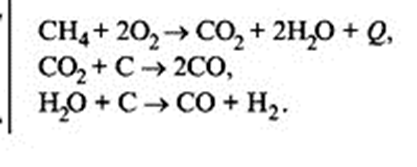 CH₄ + 2O₂ → CO₂ + 2H₂O + Q,
CO₂ + C → 2CO,
H₂O + C → CO + H₂.